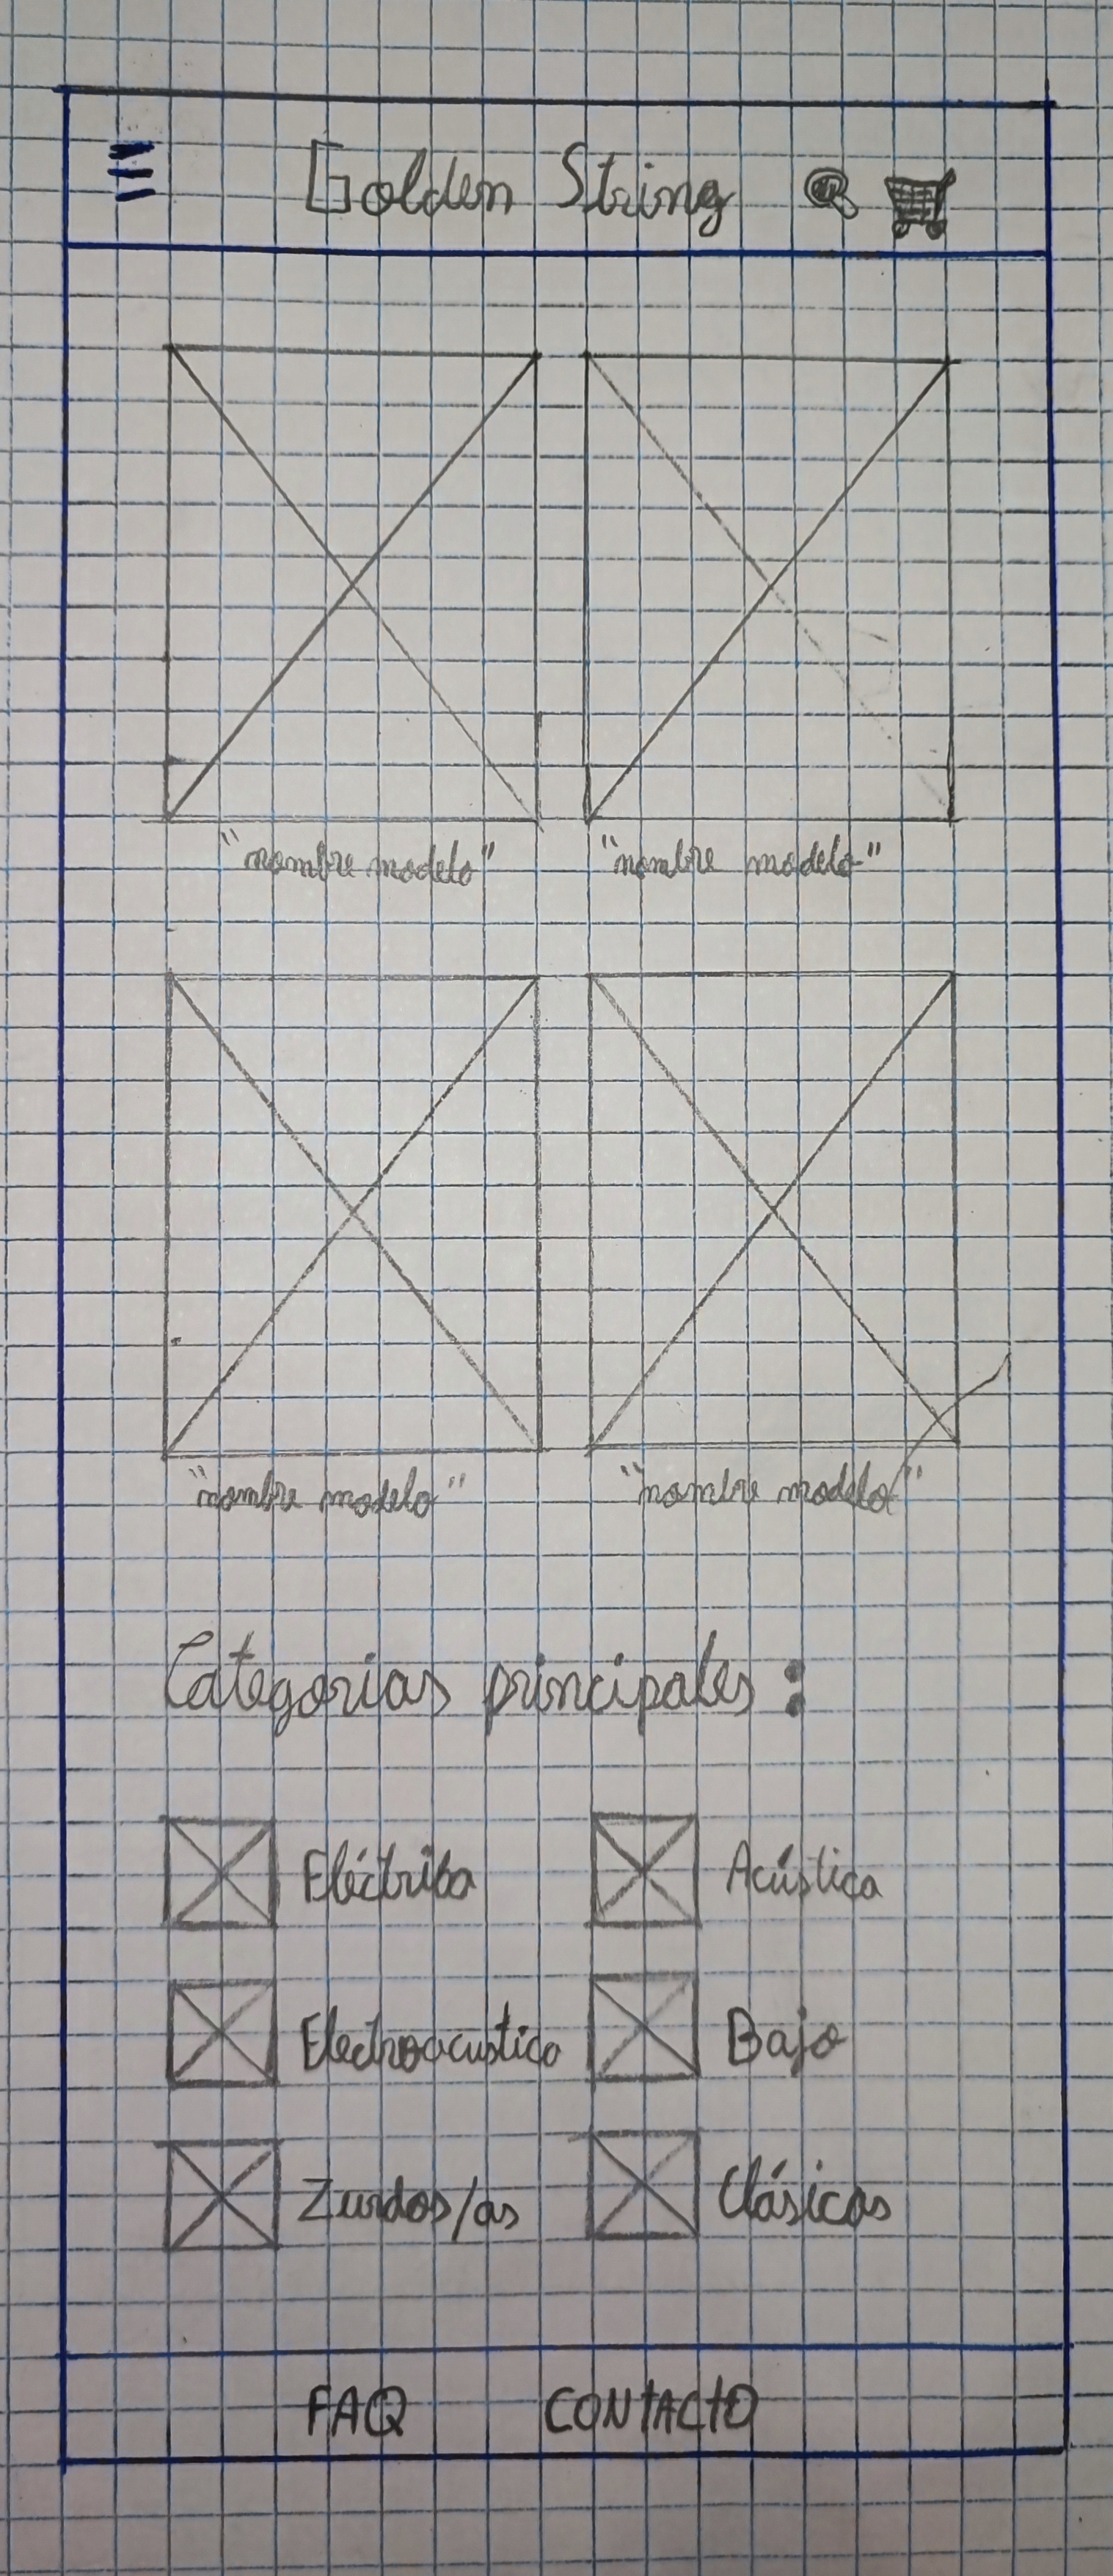 Golden String
"nombre modelo" "nombre modelo"
"nombre modelo" "nombre modelo"
Categorias principales:
Eléctrica Acústica
Electroacustica Bajo
Zurdos/as Clásicas
FAQ CONTACTO